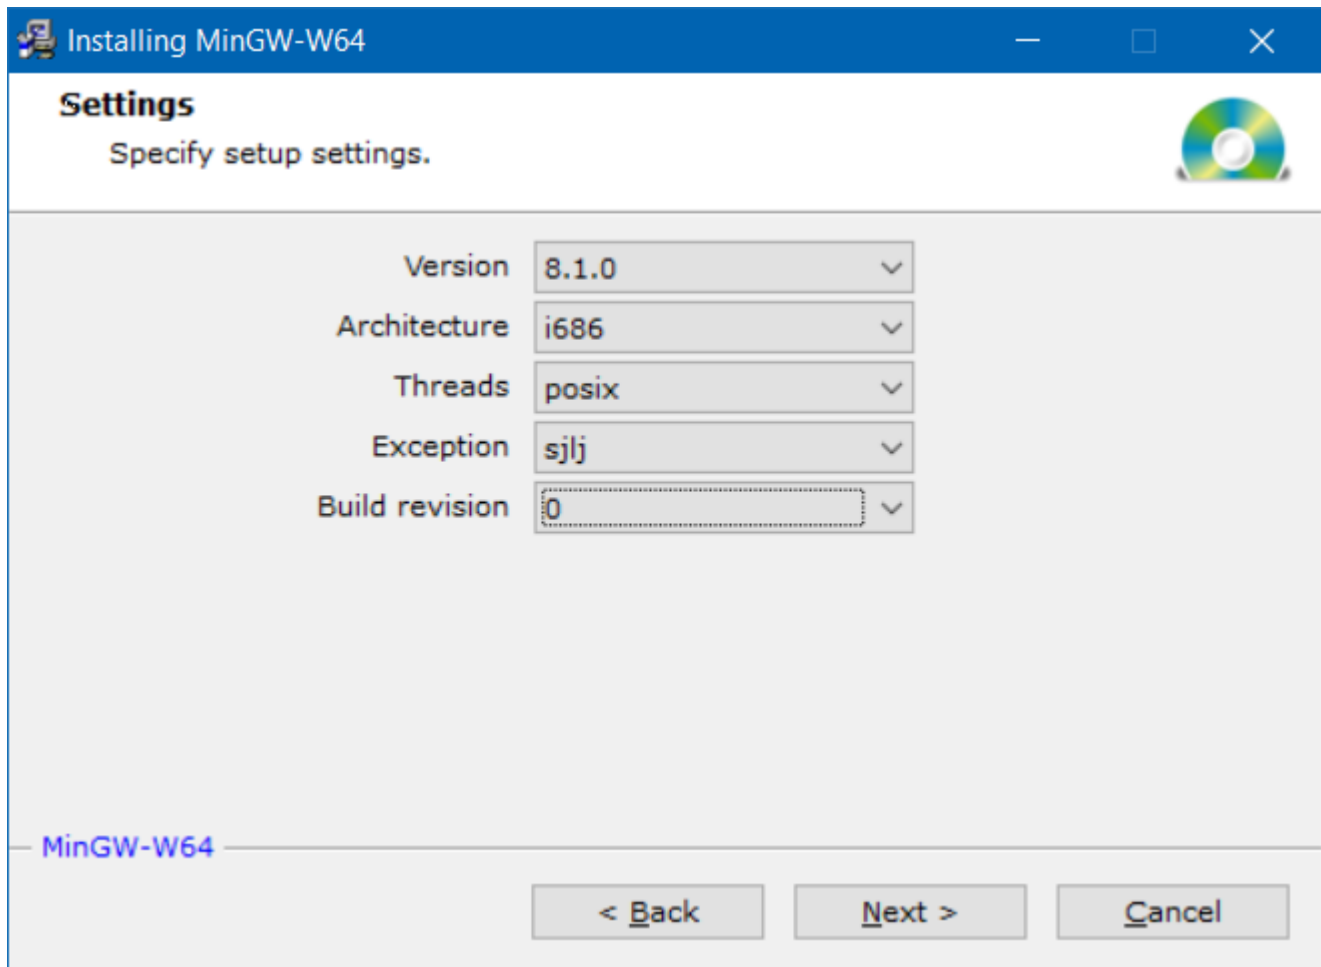 Installing MinGW-W64
Settings
Specify setup settings.
Version 8.1.0
Architecture i686
Threads posix
Exception sjlj
Build revision 0
MinGW-W64
< Back Next > Cancel